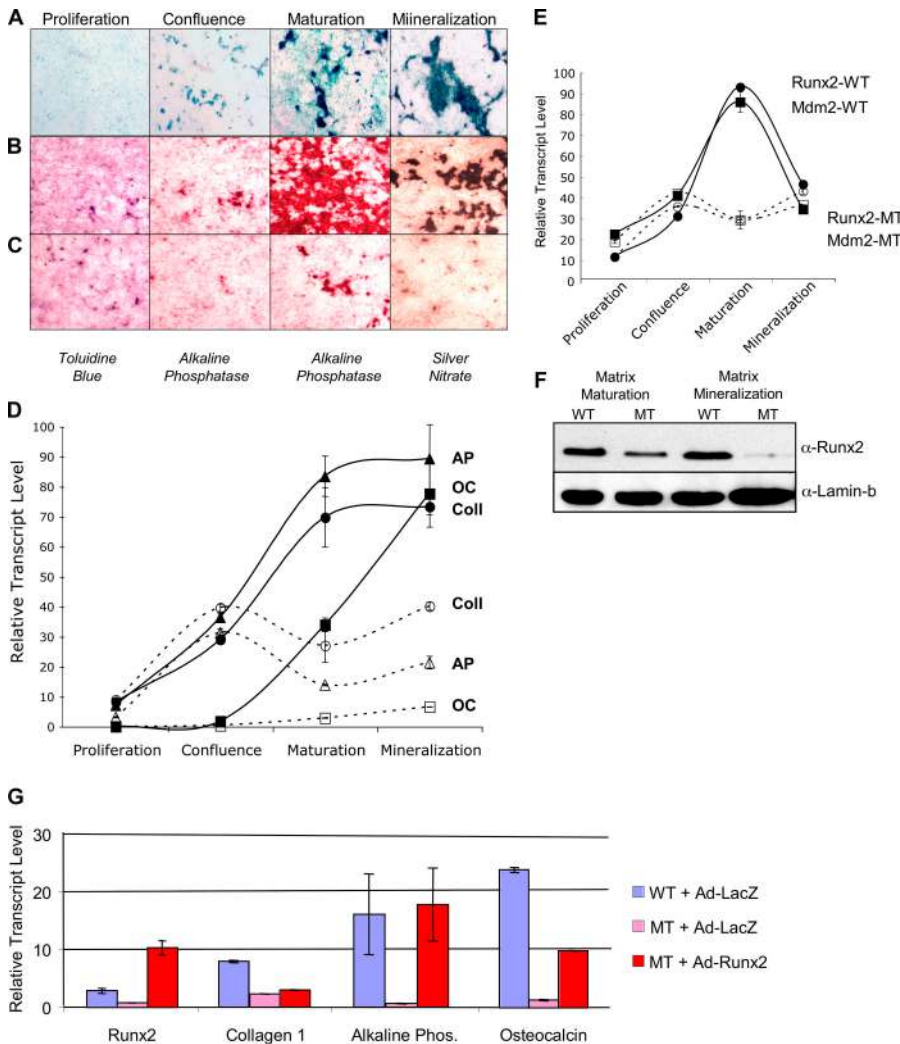 A
Proliferation Confluence Maturation Miineralization
B
C
Toluidine Blue
Alkaline Phosphatase
Alkaline Phosphatase
Silver Nitrate
D
Relative Transcript Level
100
90
80
70
60
50
40
30
20
10
0
AP
OC
Coll
Coll
AP
OC
Proliferation Confluence Maturation Mineralization
E
Relative Transcript Level
100
90
80
70
60
50
40
30
20
10
0
Runx2-WT
Mdm2-WT
Runx2-MT
Mdm2-MT
Proliferation
Confluence
Maturation
Mineralization
F
Matrix Maturation
Matrix Mineralization
WT MT WT MT
α-Runx2
α-Lamin-b
G
Relative Transcript Level
30
20
10
0
Runx2 Collagen 1 Alkaline Phos. Osteocalcin
WT + Ad-LacZ
MT + Ad-LacZ
MT + Ad-Runx2